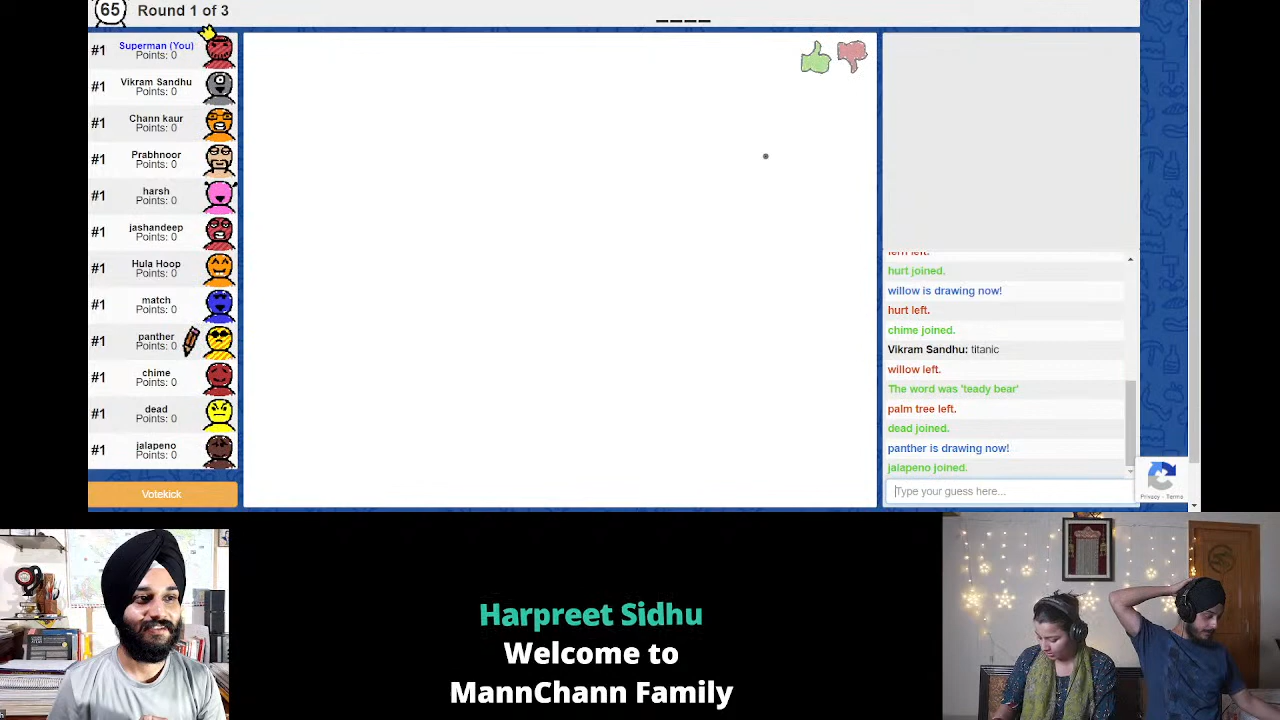 65 Round 1 of 3
_ _ _ _
#1 Superman (You)
Points: 0
#1 Vikram Sandhu
Points: 0
#1 Chann kaur
Points: 0
#1 Prabhnoor
Points: 0
#1 harsh
Points: 0
#1 jashandeep
Points: 0
#1 Hula Hoop
Points: 0
#1 match
Points: 0
#1 panther
Points: 0
#1 chime
Points: 0
#1 dead
Points: 0
#1 jalapeno
Points: 0
Votekick
left.
hurt joined.
willow is drawing now!
hurt left.
chime joined.
Vikram Sandhu: titanic
willow left.
The word was 'teady bear'
palm tree left.
dead joined.
panther is drawing now!
jalapeno joined.
Type your guess here...
Privacy - Terms
Harpreet Sidhu
Welcome to
MannChann Family